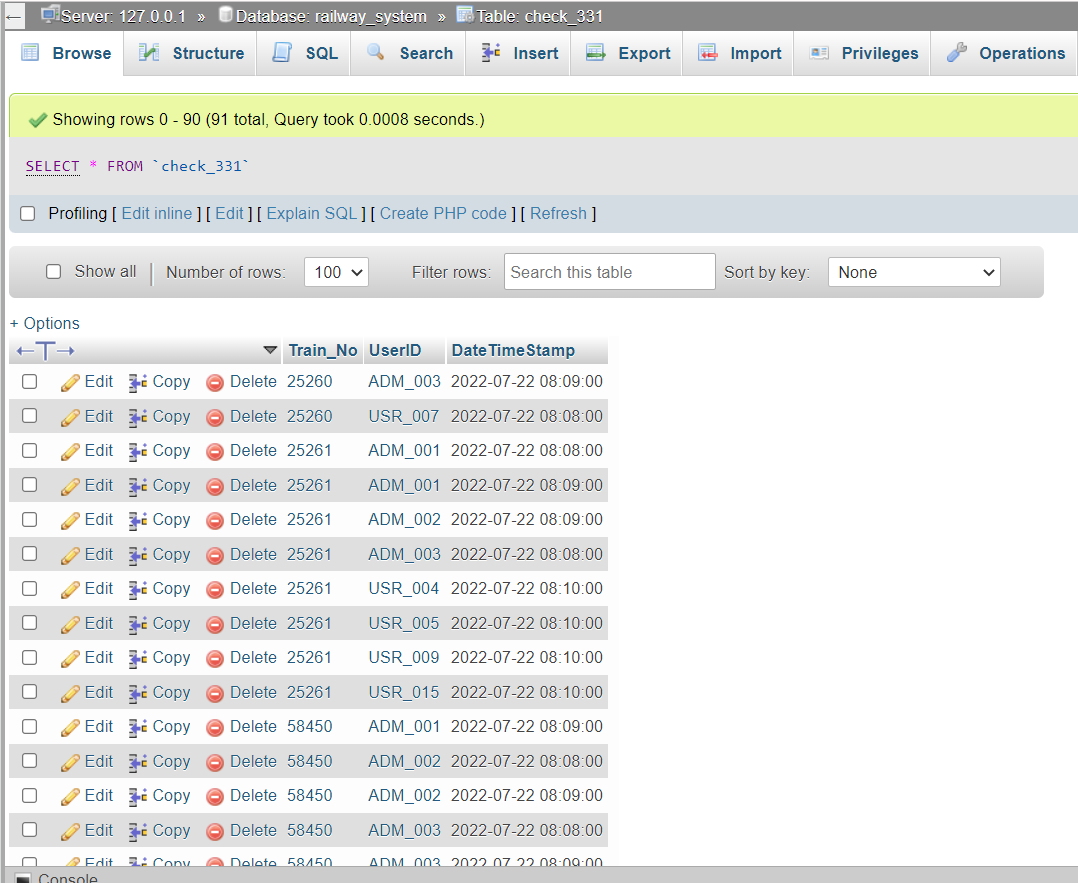 Server: 127.0.0.1 » Database: railway_system » Table: check_331
Browse Structure SQL Search Insert Export Import Privileges Operations
Showing rows 0 - 90 (91 total, Query took 0.0008 seconds.)
SELECT * FROM `check_331`
Profiling [ Edit inline ] [ Edit ] [ Explain SQL ] [ Create PHP code ] [ Refresh ]
Show all | Number of rows: 100 Filter rows: Search this table Sort by key: None
+ Options
←T→ Train_No UserID DateTimeStamp
Edit Copy Delete 25260 ADM_003 2022-07-22 08:09:00
Edit Copy Delete 25260 USR_007 2022-07-22 08:08:00
Edit Copy Delete 25261 ADM_001 2022-07-22 08:08:00
Edit Copy Delete 25261 ADM_001 2022-07-22 08:09:00
Edit Copy Delete 25261 ADM_002 2022-07-22 08:09:00
Edit Copy Delete 25261 ADM_003 2022-07-22 08:08:00
Edit Copy Delete 25261 USR_004 2022-07-22 08:10:00
Edit Copy Delete 25261 USR_005 2022-07-22 08:10:00
Edit Copy Delete 25261 USR_009 2022-07-22 08:10:00
Edit Copy Delete 25261 USR_015 2022-07-22 08:10:00
Edit Copy Delete 58450 ADM_001 2022-07-22 08:09:00
Edit Copy Delete 58450 ADM_002 2022-07-22 08:08:00
Edit Copy Delete 58450 ADM_002 2022-07-22 08:09:00
Edit Copy Delete 58450 ADM_003 2022-07-22 08:08:00
Edit Copy Delete 58450 ADM_003 2022-07-22 08:09:00
Console